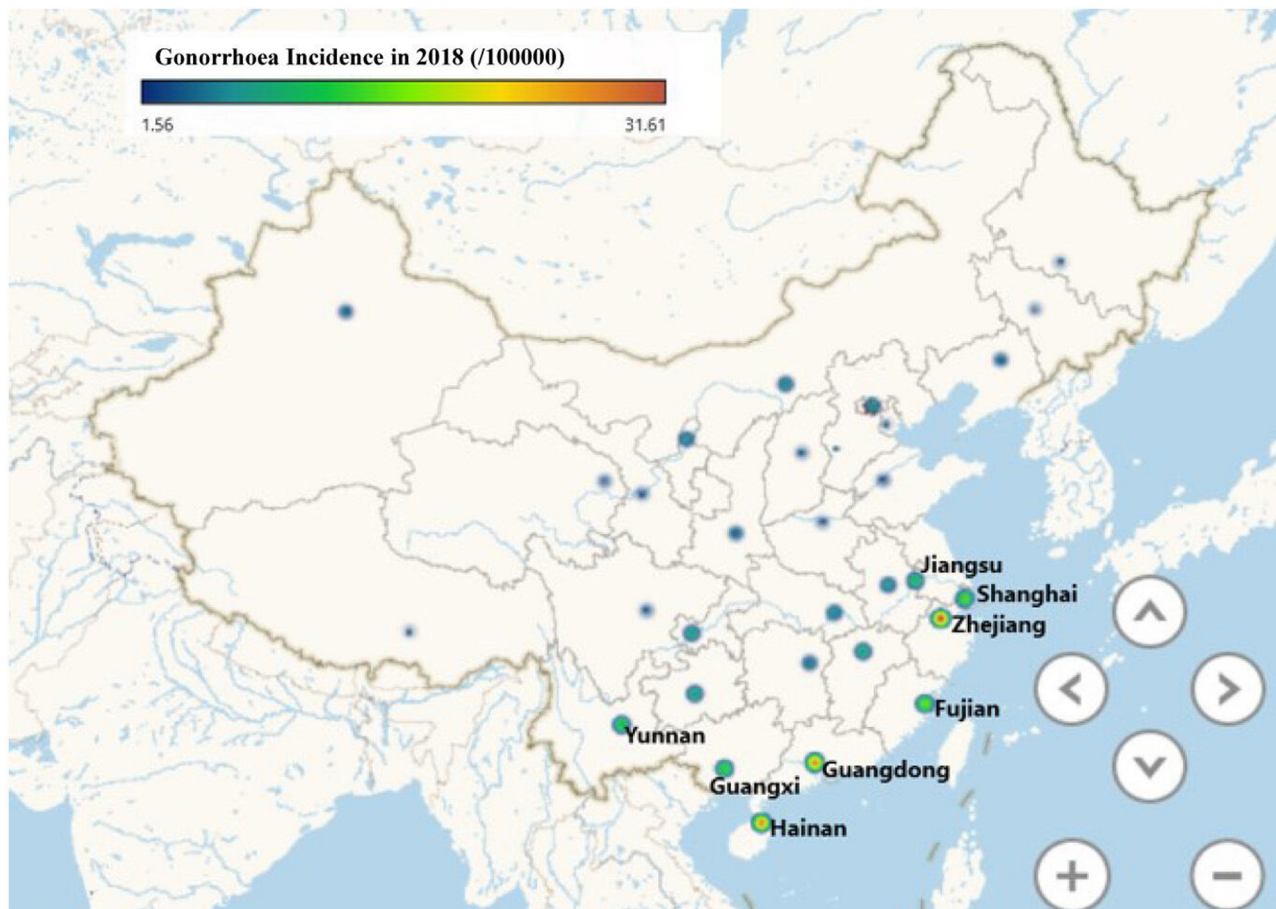 Gonorrhoea Incidence in 2018 (/100000)
1.56 31.61
Jiangsu
Shanghai
Zhejiang
Fujian
Yunnan
Guangxi
Guangdong
Hainan